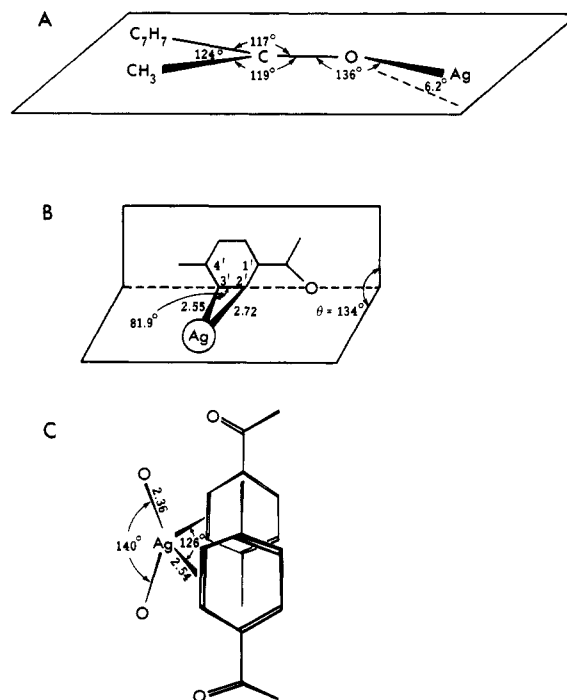 A
C₇H₇
117°
124°
C
O
CH₃
119°
136°
Ag
6.2°
B
4'
1'
3'
2'
O
2.55
2.72
81.9°
θ = 134°
Ag
C
O
O
2.36
Ag
126°
140°
2.54
O
O